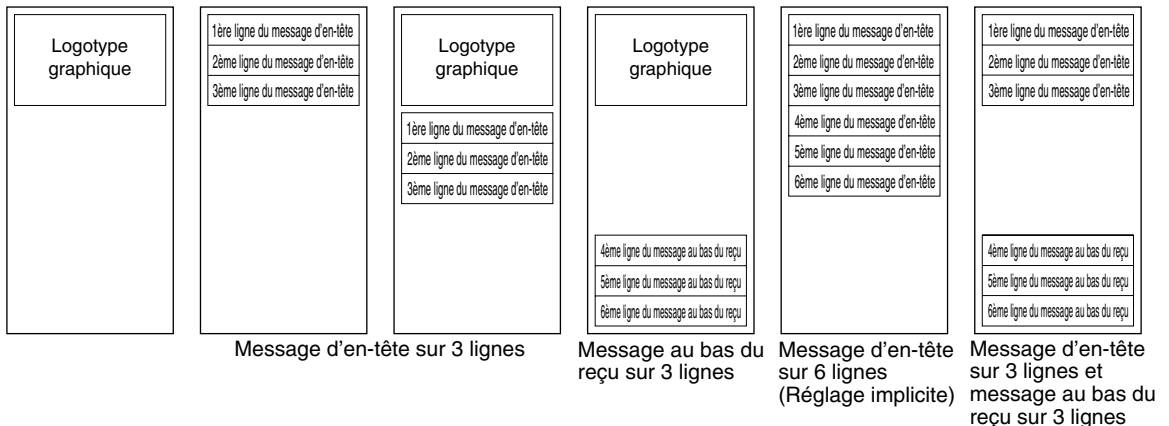 Logotype
graphique
1ère ligne du message d'en-tête
2ème ligne du message d'en-tête
3ème ligne du message d'en-tête
Logotype
graphique
1ère ligne du message d'en-tête
2ème ligne du message d'en-tête
3ème ligne du message d'en-tête
Message d'en-tête sur 3 lignes
Logotype
graphique
4ème ligne du message au bas du reçu
5ème ligne du message au bas du reçu
6ème ligne du message au bas du reçu
Message au bas du
reçu sur 3 lignes
1ère ligne du message d'en-tête
2ème ligne du message d'en-tête
3ème ligne du message d'en-tête
4ème ligne du message d'en-tête
5ème ligne du message d'en-tête
6ème ligne du message d'en-tête
Message d'en-tête
sur 6 lignes
(Réglage implicite)
1ère ligne du message d'en-tête
2ème ligne du message d'en-tête
3ème ligne du message d'en-tête
4ème ligne du message au bas du reçu
5ème ligne du message au bas du reçu
6ème ligne du message au bas du reçu
Message d'en-tête
sur 3 lignes et
message au bas du
reçu sur 3 lignes